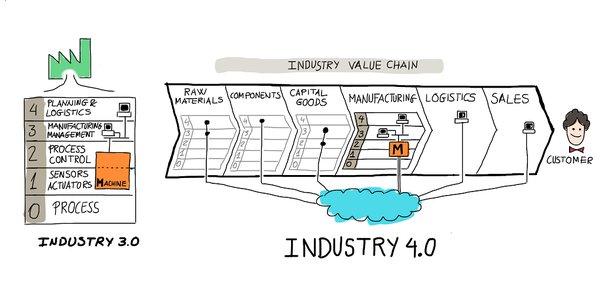 INDUSTRY VALUE CHAIN
4 PLANNING &
LOGISTICS
3 MANUFACTURING
MANAGEMENT
2 PROCESS
CONTROL
1 SENSORS
ACTUATORS
MACHINE
0 PROCESS
INDUSTRY 3.0
RAW
MATERIALS
4
3
2
1
0
COMPONENTS
4
3
2
1
0
CAPITAL
GOODS
4
3
2
1
0
MANUFACTURING
4
3
2
1
0
M
LOGISTICS
SALES
CUSTOMER
INDUSTRY 4.0